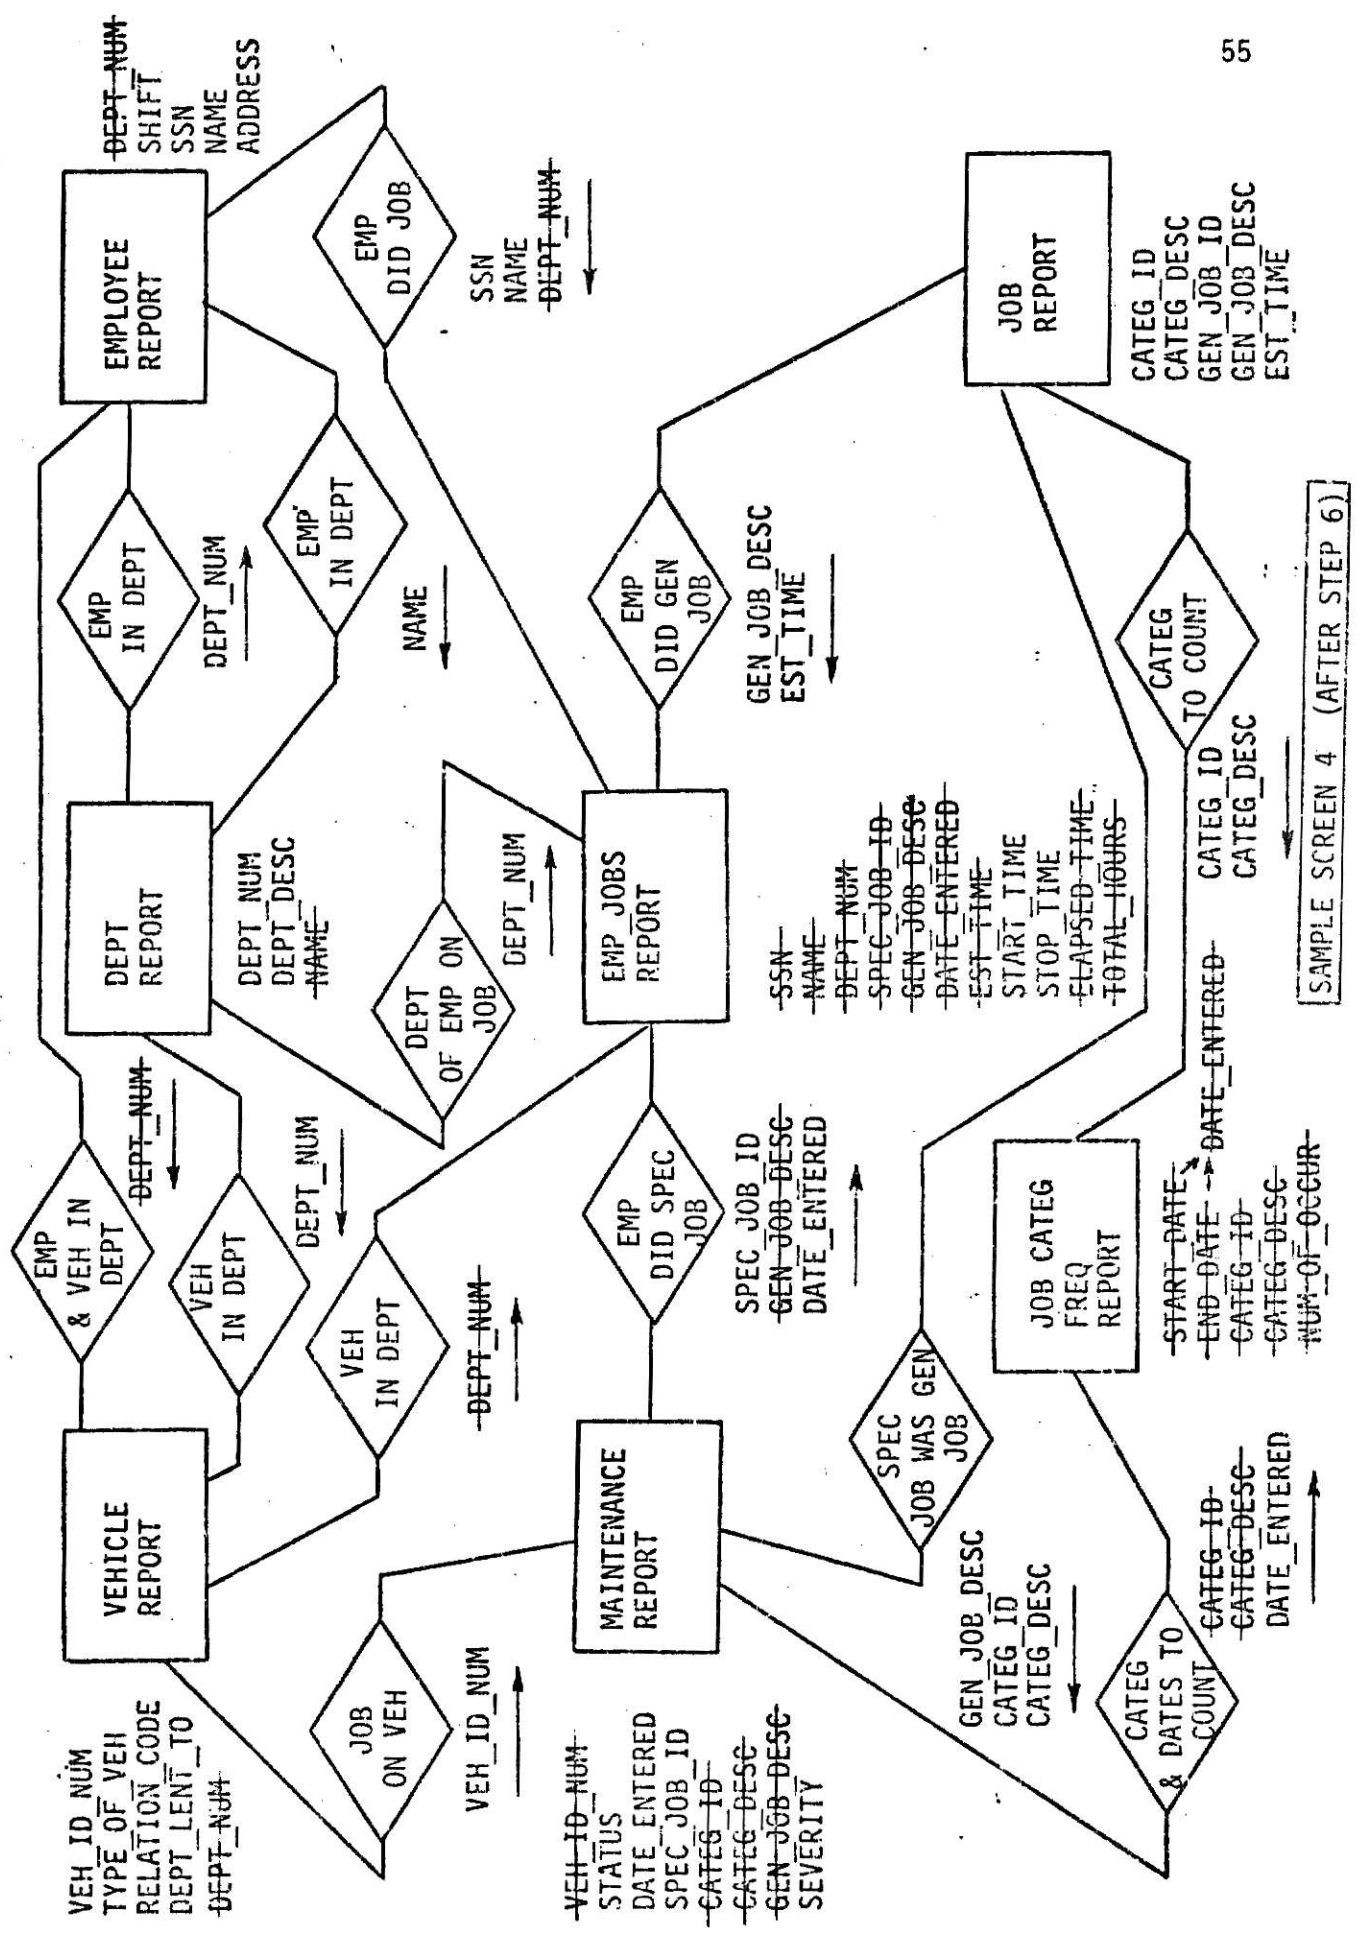 55
VEH_ID_NUM
TYPE_OF_VEH
RELATION_CODE
DEPT_LENT_TO
DEPT_NUM
VEHICLE
REPORT
EMP
& VEH IN
DEPT
DEPT_NUM
VEH
IN DEPT
DEPT_NUM
DEPT
REPORT
DEPT_NUM
DEPT_DESC
NAME
EMP
IN DEPT
DEPT_NUM
EMP
IN DEPT
NAME
EMPLOYEE
REPORT
DEPT_NUM
SHIFT
SSN
NAME
ADDRESS
EMP
DID JOB
SSN
NAME
DEPT_NUM
JOB
ON VEH
VEH_ID_NUM
VEH
IN DEPT
DEPT_NUM
DEPT
OF EMP ON
JOB
DEPT_NUM
VEH_ID_NUM
STATUS
DATE_ENTERED
SPEC_JOB_ID
CATEG_ID
CATEG_DESC
GEN_JOB_DESC
SEVERITY
MAINTENANCE
REPORT
EMP
DID SPEC
JOB
SPEC_JOB_ID
GEN_JOB_DESC
DATE_ENTERED
EMP_JOBS
REPORT
SSN
NAME
DEPT_NUM
SPEC_JOB_ID
GEN_JOB_DESC
DATE_ENTERED
EST_TIME
START_TIME
STOP_TIME
ELAPSED_TIME
TOTAL_HOURS
EMP
DID GEN
JOB
GEN_JOB_DESC
EST_TIME
JOB
REPORT
CATEG_ID
CATEG_DESC
GEN_JOB_ID
GEN_JOB_DESC
EST_TIME
SPEC
JOB WAS GEN
JOB
GEN_JOB_DESC
CATEG_ID
CATEG_DESC
CATEG
& DATES TO
COUNT
CATEG_ID
CATEG_DESC
DATE_ENTERED
JOB CATEG
FREQ
REPORT
START_DATE
END_DATE
DATE_ENTERED
CATEG_ID
CATEG_DESC
NUM_OF_OCCUR
CATEG
TO COUNT
CATEG_ID
CATEG_DESC
SAMPLE SCREEN 4 (AFTER STEP 6)